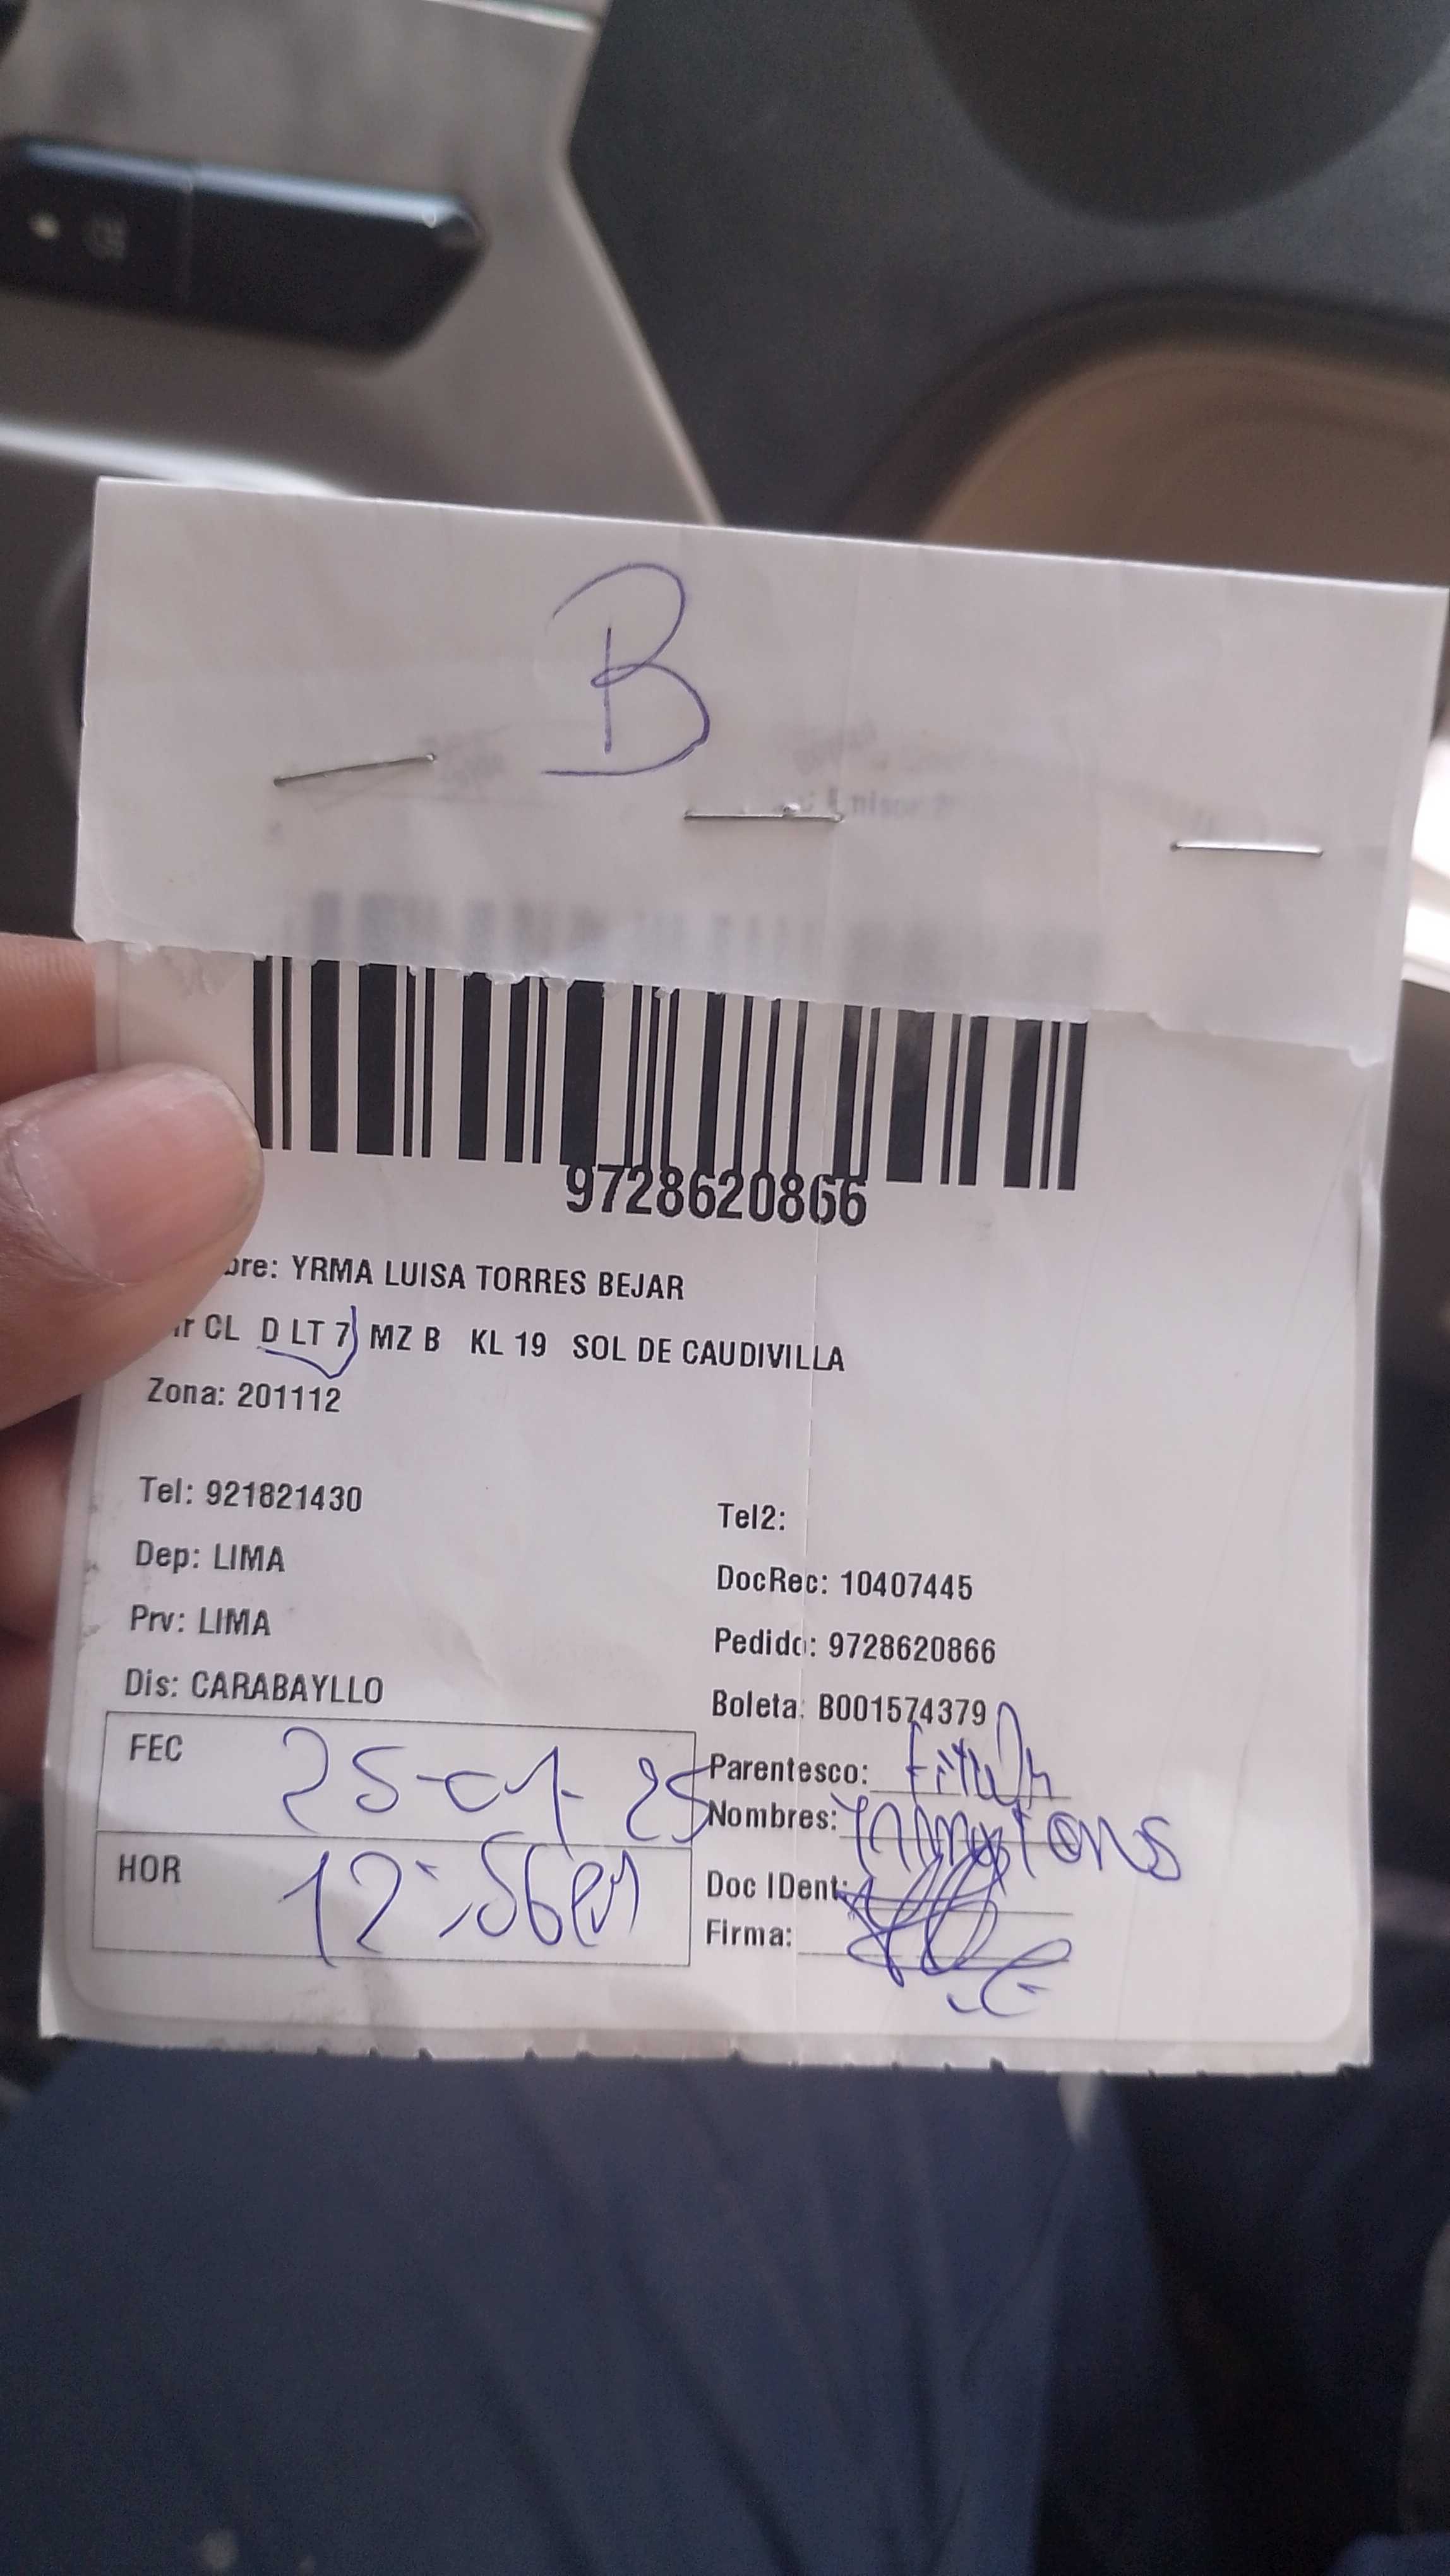 B
9728620866
bre: YRMA LUISA TORRES BEJAR
ir CL D LT 7 MZ B KL 19 SOL DE CAUDIVILLA
Zona: 201112
Tel: 921821430
Tel2:
Dep: LIMA
DocRec: 10407445
Prv: LIMA
Pedido: 9728620866
Dis: CARABAYLLO
Boleta: B001574379
FEC 25-01-25
Parentesco:
Nombres:
HOR 12:56
Doc IDent:
Firma: